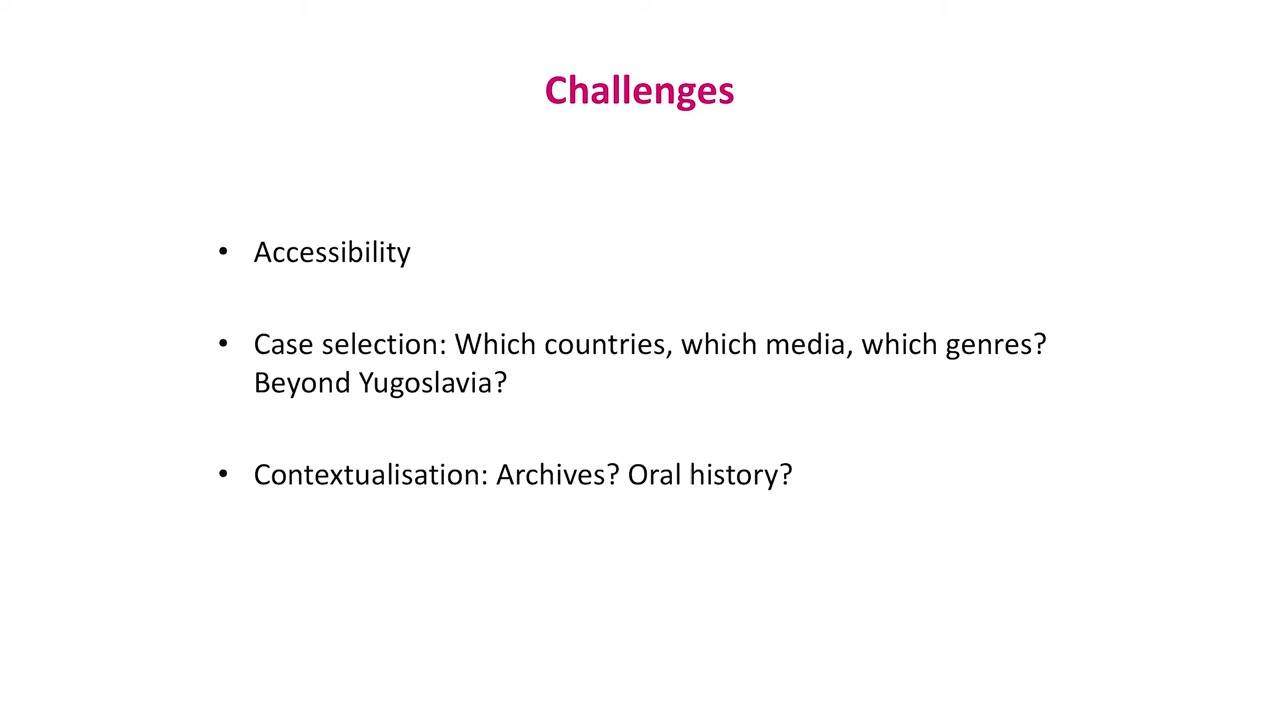 Challenges
• Accessibility
• Case selection: Which countries, which media, which genres?
Beyond Yugoslavia?
• Contextualisation: Archives? Oral history?